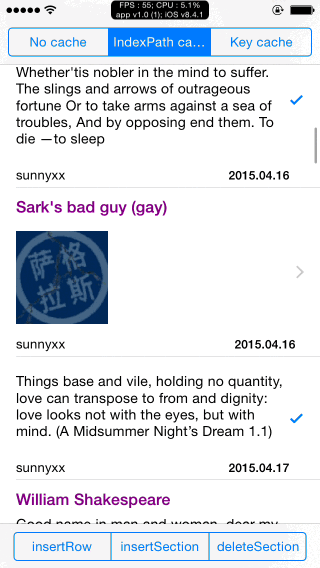 FPS : 55; CPU : 5.1%
app v1.0 (1); iOS v8.4.1
No cache
IndexPath ca...
Key cache
Whether'tis nobler in the mind to suffer.
The slings and arrows of outrageous
fortune Or to take arms against a sea of
troubles, And by opposing end them. To
die —to sleep
sunnyxx
2015.04.16
Sark's bad guy (gay)
萨格
拉斯
sunnyxx
2015.04.16
Things base and vile, holding no quantity,
love can transpose to from and dignity:
love looks not with the eyes, but with
mind. (A Midsummer Night's Dream 1.1)
sunnyxx
2015.04.17
William Shakespeare
Good name in man and woman, dear my
insertRow
insertSection
deleteSection